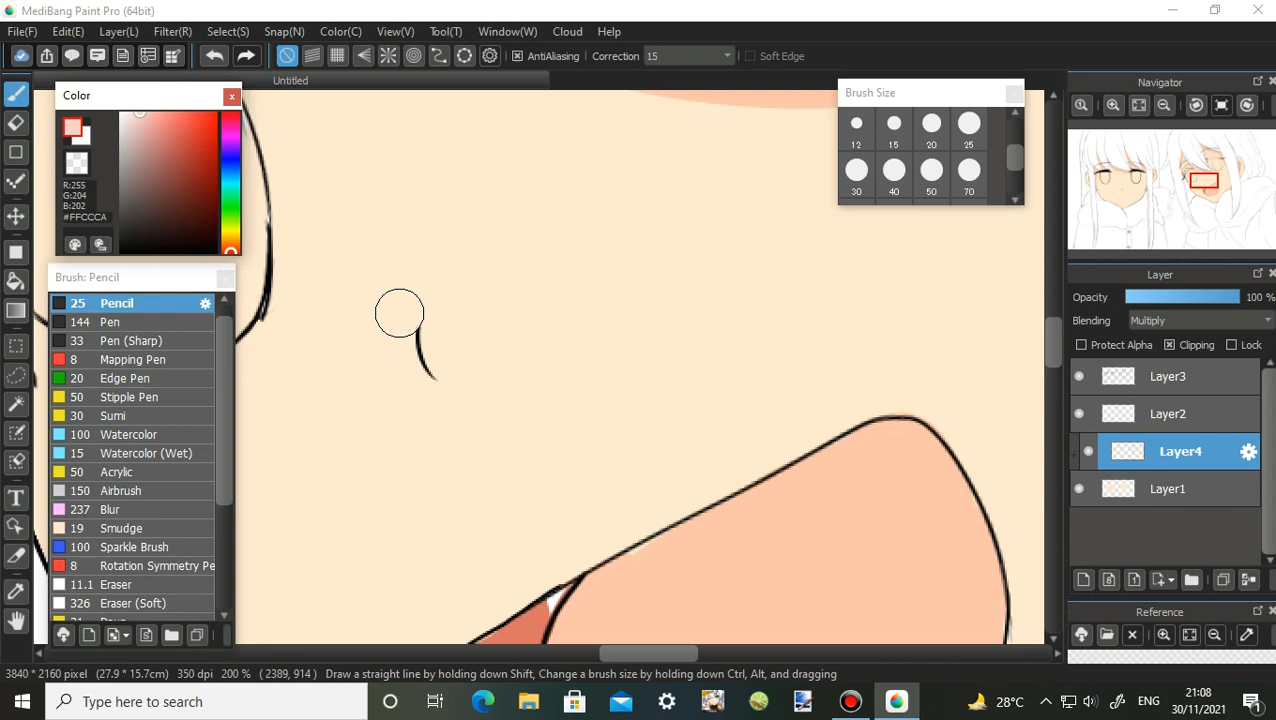 MediBang Paint Pro (64bit)
File(F) Edit(E) Layer(L) Filter(R) Select(S) Snap(N) Color(C) View(V) Tool(T) Window(W) Cloud Help
AntiAliasing Correction 15 Soft Edge
Untitled
Color x
R:255
G:204
B:202
#FFCCCA
Brush: Pencil
25 Pencil
144 Pen
33 Pen (Sharp)
8 Mapping Pen
20 Edge Pen
50 Stipple Pen
30 Sumi
100 Watercolor
15 Watercolor (Wet)
50 Acrylic
150 Airbrush
237 Blur
19 Smudge
100 Sparkle Brush
8 Rotation Symmetry Pe
11.1 Eraser
326 Eraser (Soft)
Brush Size
12 15 20 25
30 40 50 70
Navigator
Layer
Opacity 100 %
Blending Multiply
Protect Alpha Clipping Lock
Layer3
Layer2
Layer4
Layer1
Reference
3840 * 2160 pixel (27.9 * 15.7cm) 350 dpi 200 % ( 2389, 914 ) Draw a straight line by holding down Shift, Change a brush size by holding down Ctrl, Alt, and dragging
Type here to search
28°C
ENG
21:08
30/11/2021
1